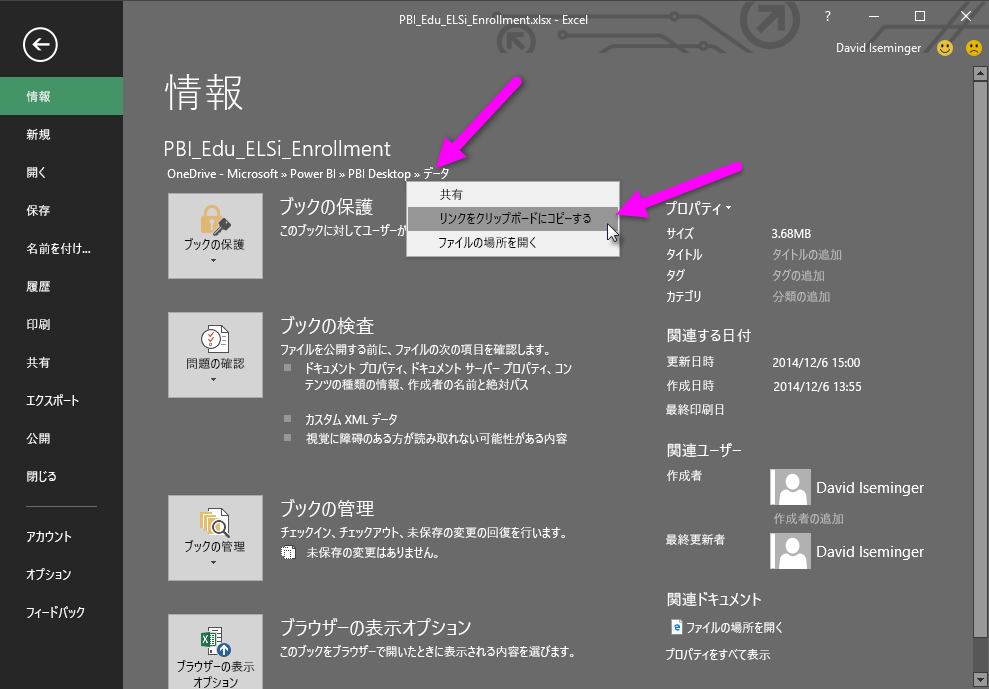 PBI_Edu_ELSi_Enrollment.xlsx - Excel
?
David Iseminger
情報
新規
開く
保存
名前を付け...
履歴
印刷
共有
エクスポート
公開
閉じる
アカウント
オプション
フィードバック
情報
PBI_Edu_ELSi_Enrollment
OneDrive - Microsoft » Power BI » PBI Desktop » データ
共有
リンクをクリップボードにコピーする
ファイルの場所を開く
ブックの保護
ブックの保護
このブックに対してユーザーが
問題の確認
ブックの検査
ファイルを公開する前に、ファイルの次の項目を確認します。
ドキュメント プロパティ、ドキュメント サーバー プロパティ、コン
テンツの種類の情報、作成者の名前と絶対パス
カスタム XML データ
視覚に障碍のある方が読み取れない可能性がある内容
ブックの管理
ブックの管理
チェックイン、チェックアウト、未保存の変更の回復を行います。
未保存の変更はありません。
ブラウザーの表示
オプション
ブラウザーの表示オプション
このブックをブラウザーで開いたときに表示される内容を選びます。
プロパティ
サイズ 3.68MB
タイトル タイトルの追加
タグ タグの追加
カテゴリ 分類の追加
関連する日付
更新日時 2014/12/6 15:00
作成日時 2014/12/6 13:55
最終印刷日
関連ユーザー
作成者 David Iseminger
作成者の追加
最終更新者 David Iseminger
関連ドキュメント
ファイルの場所を開く
プロパティをすべて表示